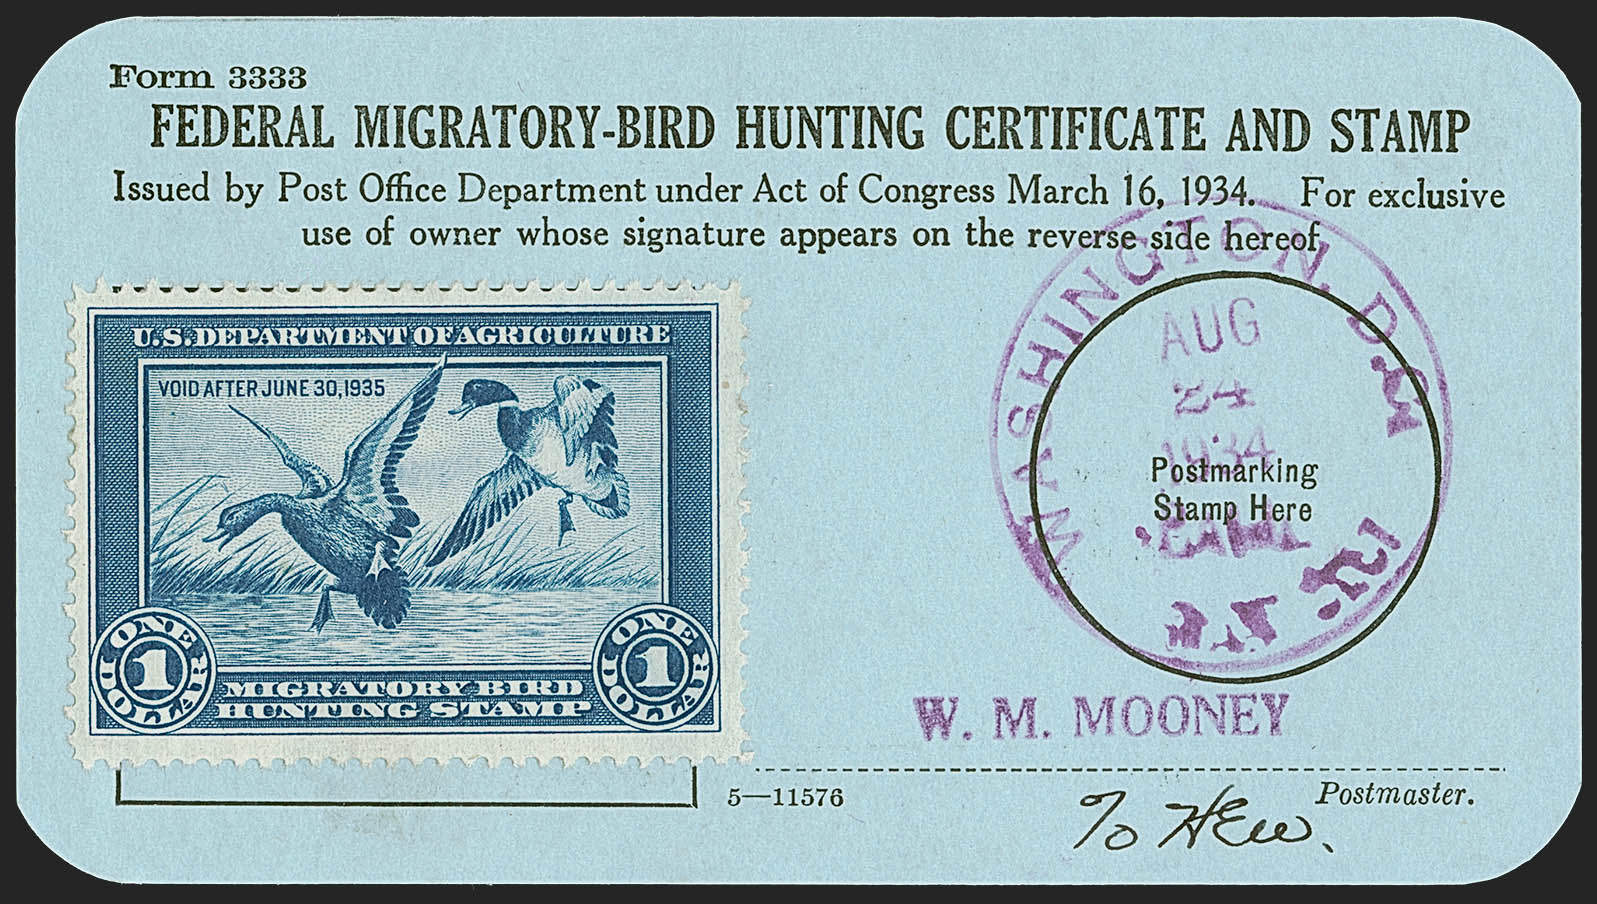 Form 3333
FEDERAL MIGRATORY-BIRD HUNTING CERTIFICATE AND STAMP
Issued by Post Office Department under Act of Congress March 16, 1934. For exclusive
use of owner whose signature appears on the reverse side hereof
U.S. DEPARTMENT OF AGRICULTURE
VOID AFTER JUNE 30, 1935
ONE DOLLAR
1
ONE DOLLAR
1
MIGRATORY BIRD
HUNTING STAMP
WASHINGTON, D.C.
AUG
24
1934
Postmarking
Stamp Here
W. M. MOONEY
5—11576
Postmaster.